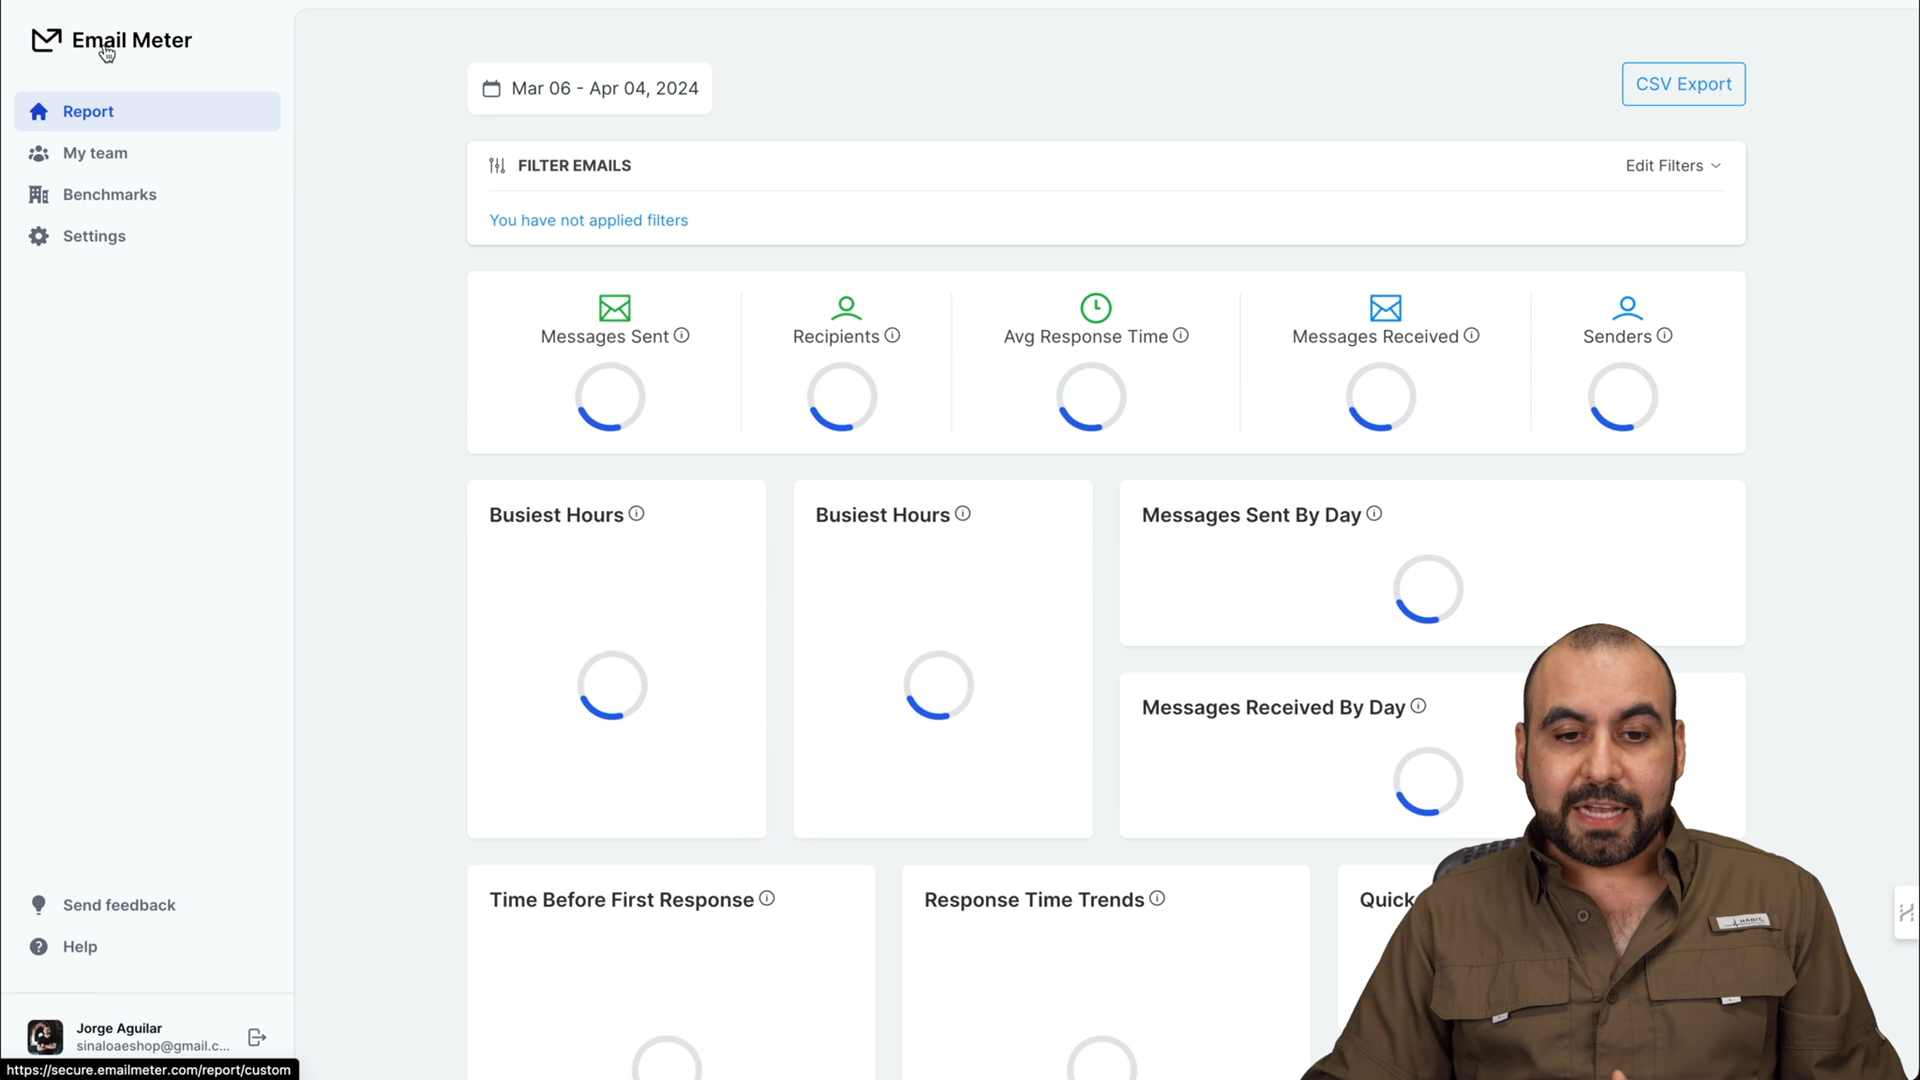 Email Meter
Report
My team
Benchmarks
Settings
Send feedback
Help
Jorge Aguilar
sinaloaeshop@gmail.c...
https://secure.emailmeter.com/report/custom
Mar 06 - Apr 04, 2024
CSV Export
FILTER EMAILS
Edit Filters
You have not applied filters
Messages Sent
Recipients
Avg Response Time
Messages Received
Senders
Busiest Hours
Busiest Hours
Messages Sent By Day
Messages Received By Day
Time Before First Response
Response Time Trends
Quick
HABIT